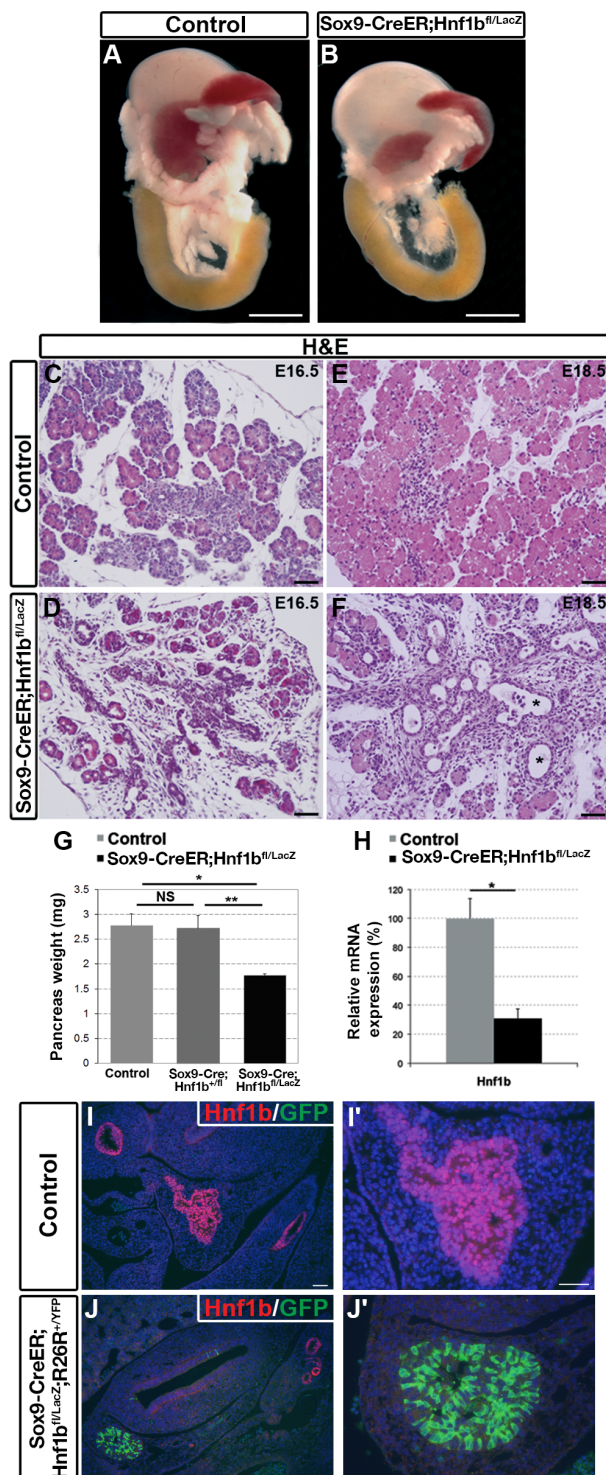 Control
Sox9-CreER;Hnf1b^fl/LacZ
A
B
H&E
Control
C
E16.5
E
E18.5
Sox9-CreER;Hnf1b^fl/LacZ
D
E16.5
F
E18.5
*
*
G
Control
Sox9-CreER;Hnf1b^fl/LacZ
*
NS
**
Pancreas weight (mg)
3.5
3
2.5
2
1.5
1
0.5
0
Control
Sox9-Cre;
Hnf1b^+/fl
Sox9-Cre;
Hnf1b^fl/LacZ
H
Control
Sox9-CreER;Hnf1b^fl/LacZ
*
Relative mRNA
expression (%)
120
100
80
60
40
20
0
Hnf1b
Control
I
Hnf1b/GFP
I'
Sox9-CreER;
Hnf1b^fl/LacZ;R26R^+/YFP
J
Hnf1b/GFP
J'